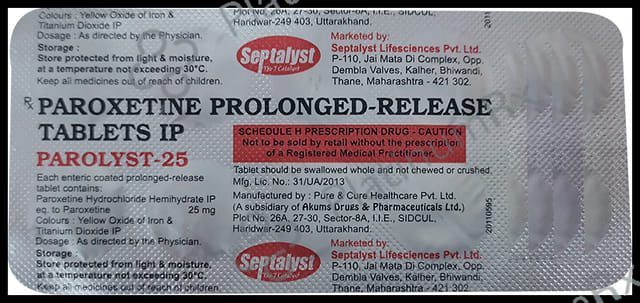 Colours : Yellow Oxide of Iron &
Titanium Dioxide IP
Dosage : As directed by the Physician.
Storage :
Store protected from light & moisture,
at a temperature not exceeding 30°C.
Keep all medicines out of reach of children.
Plot No. 26A, 27-30, Sector-8A, I.I.E., SIDCUL,
Haridwar-249 403, Uttarakhand.
Septalyst
The 7 Catalyst
Marketed by:
Septalyst Lifesciences Pvt. Ltd.
P-110, Jai Mata Di Complex, Opp.
Dembla Valves, Kalher, Bhiwandi,
Thane, Maharashtra - 421 302.
2011
Rx PAROXETINE PROLONGED-RELEASE
TABLETS IP
PAROLYST-25
Each enteric coated prolonged-release
tablet contains:
Paroxetine Hydrochloride Hemihydrate IP
eq. to Paroxetine 25 mg
Colours : Yellow Oxide of Iron &
Titanium Dioxide IP
Dosage : As directed by the Physician.
Storage :
Store protected from light & moisture,
at a temperature not exceeding 30°C.
Keep all medicines out of reach of children.
SCHEDULE H PRESCRIPTION DRUG - CAUTION
Not to be sold by retail without the prescription
of a Registered Medical Practitioner.
Tablet should be swallowed whole and not chewed or crushed.
Mfg. Lic. No.: 31/UA/2013
Manufactured by : Pure & Cure Healthcare Pvt. Ltd.
(A subsidiary of Akums Drugs & Pharmaceuticals Ltd.)
Plot No. 26A, 27-30, Sector-8A, I.I.E., SIDCUL,
Haridwar-249 403, Uttarakhand.
20110595
Septalyst
The 7 Catalyst
Marketed by:
Septalyst Lifesciences Pvt. Ltd.
P-110, Jai Mata Di Complex, Opp.
Dembla Valves, Kalher, Bhiwandi,
Thane, Maharashtra - 421 302.